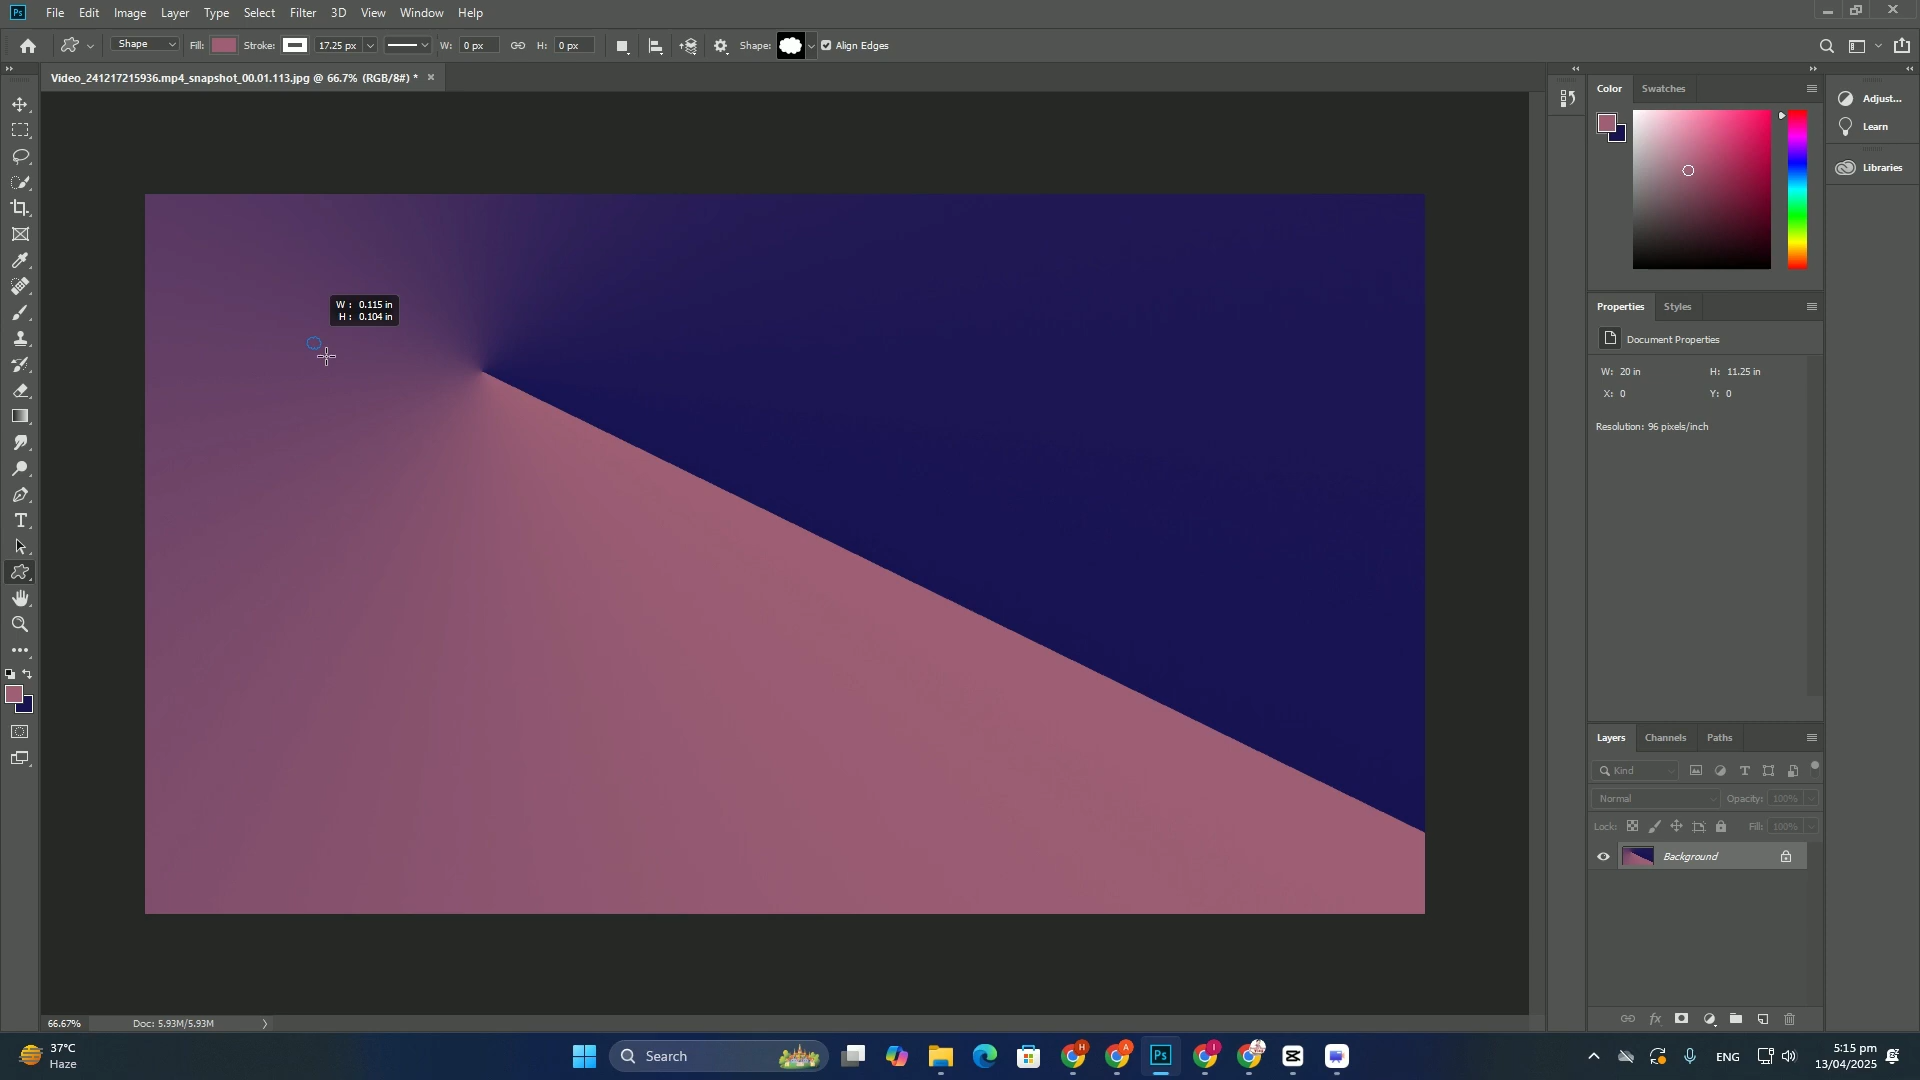 Ps File Edit Image Layer Type Select Filter 3D View Window Help
Shape Fill: Stroke: 17.25 px W: 0 px H: 0 px Shape: Align Edges
Video_241217215936.mp4_snapshot_00.01.113.jpg @ 66.7% (RGB/8#) *
W : 0.115 in
H : 0.104 in
Color Swatches
Adjust...
Learn
Libraries
Properties Styles
Document Properties
W: 20 in H: 11.25 in
X: 0 Y: 0
Resolution: 96 pixels/inch
Layers Channels Paths
Kind
Normal Opacity: 100%
Lock: Fill: 100%
Background
fx
66.67% Doc: 5.93M/5.93M
37°C
Haze
Search
H A Ps I
ENG
5:15 pm
13/04/2025